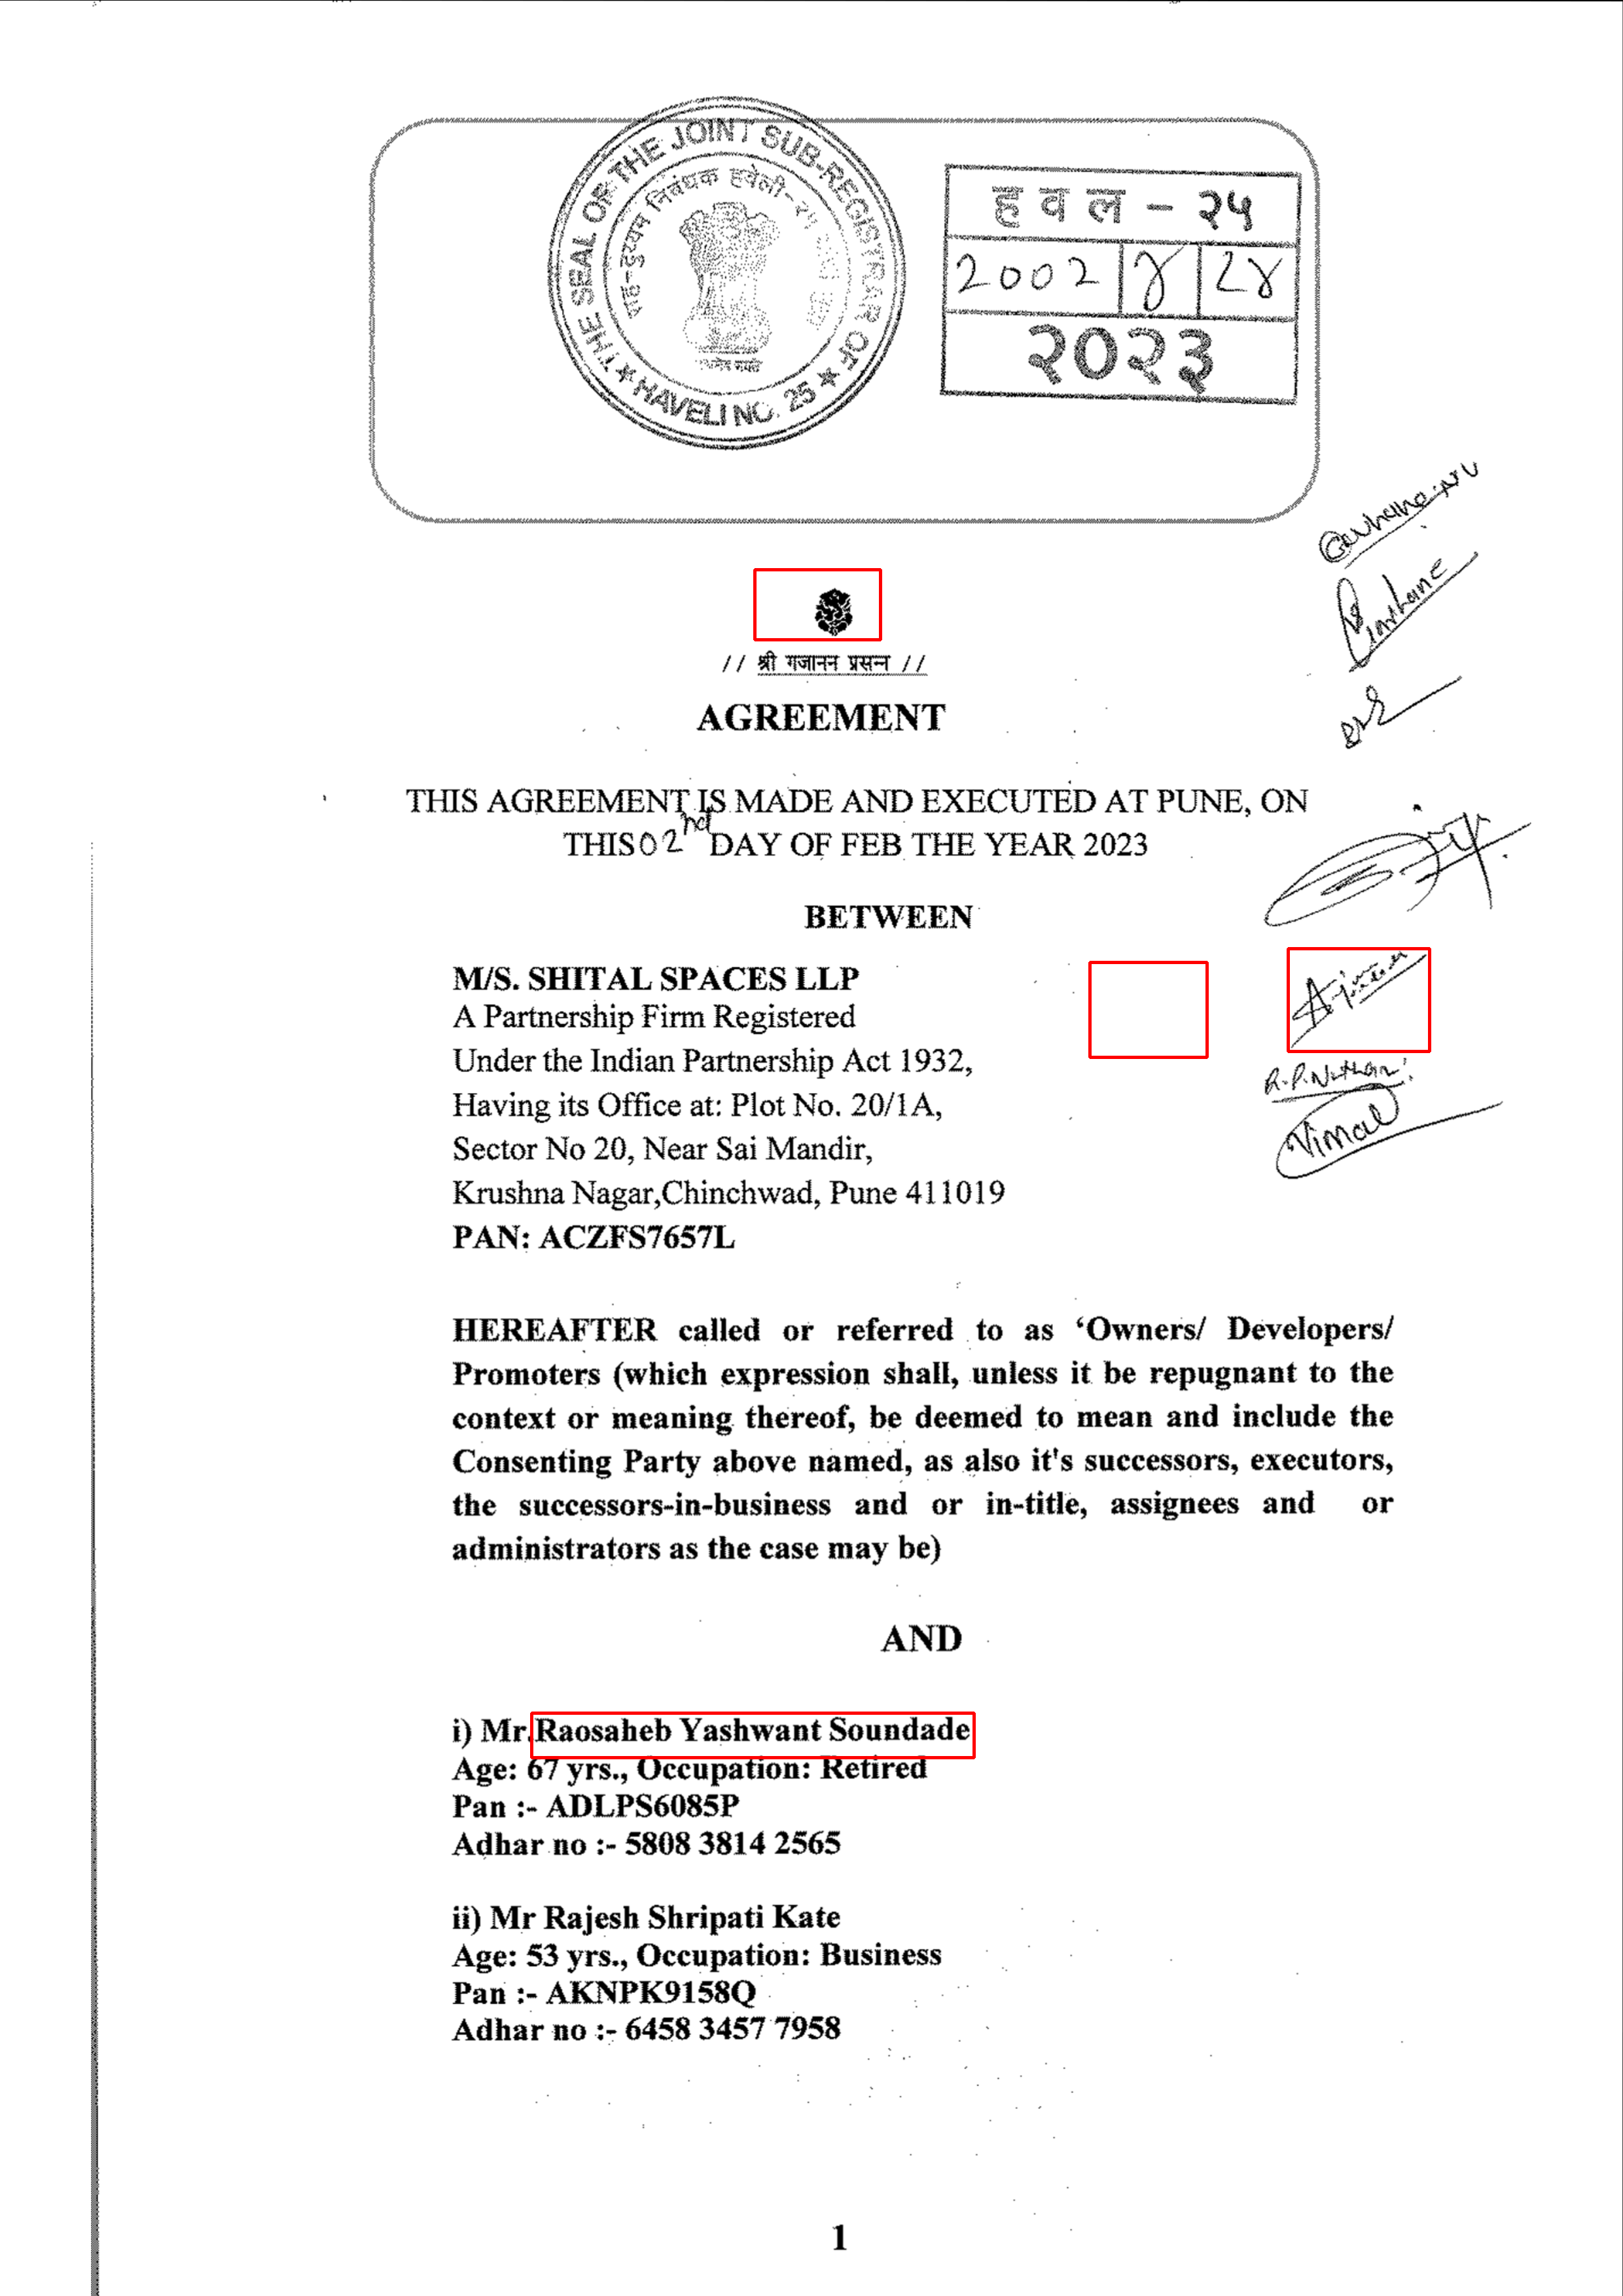 THE SEAL OF THE JOINT SUB-REGISTRAR OF
सह-दुय्यम निबंधक हवेली-२५
★ HAVELI NO. 25 ★
ह व ल - २५
2002 | ४ | 28
२०२३
// श्री गजानन प्रसन्न //
AGREEMENT
THIS AGREEMENT IS MADE AND EXECUTED AT PUNE, ON
THIS 02nd DAY OF FEB THE YEAR 2023
BETWEEN
M/S. SHITAL SPACES LLP
A Partnership Firm Registered
Under the Indian Partnership Act 1932,
Having its Office at: Plot No. 20/1A,
Sector No 20, Near Sai Mandir,
Krushna Nagar,Chinchwad, Pune 411019
PAN: ACZFS7657L
Vimal
HEREAFTER called or referred to as ‘Owners/ Developers/
Promoters (which expression shall, unless it be repugnant to the
context or meaning thereof, be deemed to mean and include the
Consenting Party above named, as also it's successors, executors,
the successors-in-business and or in-title, assignees and or
administrators as the case may be)
AND
i) Mr.Raosaheb Yashwant Soundade
Age: 67 yrs., Occupation: Retired
Pan :- ADLPS6085P
Adhar no :- 5808 3814 2565
ii) Mr Rajesh Shripati Kate
Age: 53 yrs., Occupation: Business
Pan :- AKNPK9158Q
Adhar no :- 6458 3457 7958
1